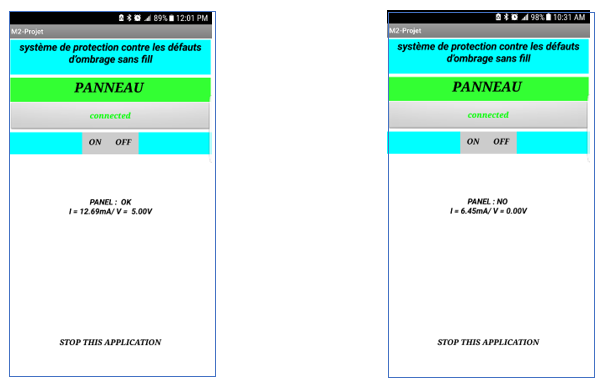 89% 12:01 PM
M2-Projet
système de protection contre les défauts
d'ombrage sans fill
PANNEAU
connected
ON OFF
PANEL : OK
I = 12.69mA/ V = 5.00V
STOP THIS APPLICATION
98% 10:31 AM
M2-Projet
système de protection contre les défauts
d'ombrage sans fill
PANNEAU
connected
ON OFF
PANEL : NO
I = 6.45mA/ V = 0.00V
STOP THIS APPLICATION